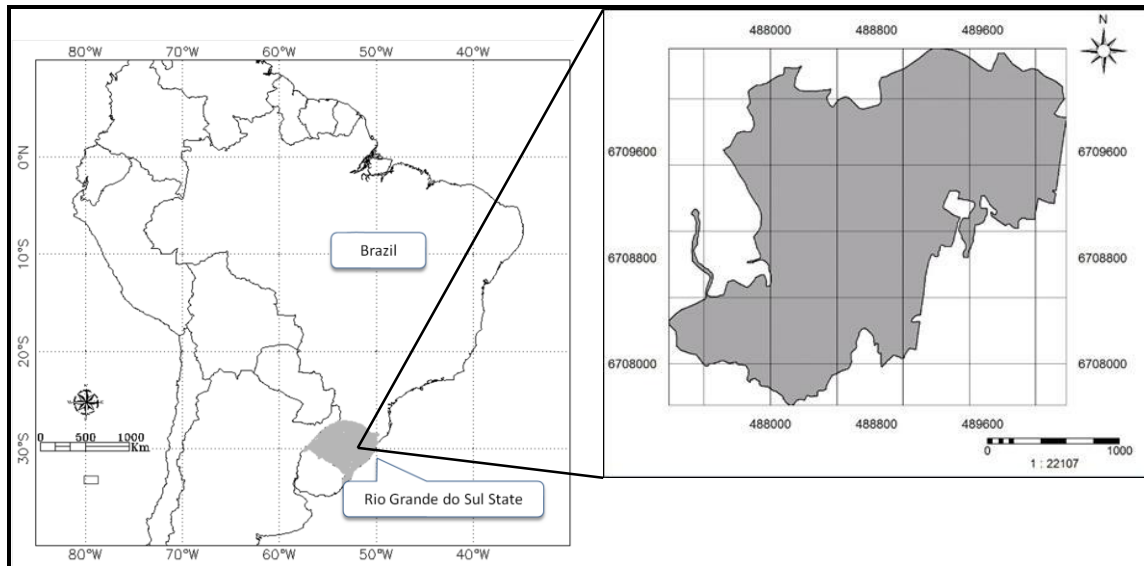 80°W 70°W 60°W 50°W 40°W
0°N
10°S
20°S
30°S
Brazil
0 500 1000
Km
Rio Grande do Sul State
80°W 70°W 60°W 50°W 40°W
N
488000 488800 489600
6709600 6709600
6708800 6708800
6708000 6708000
488000 488800 489600
0 1000
1 : 22107